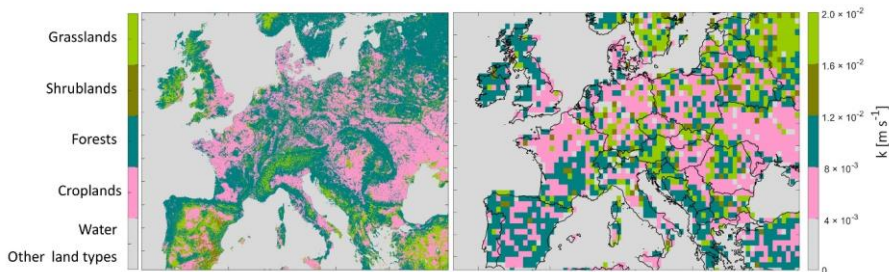 Grasslands
Shrublands
Forests
Croplands
Water
Other land types
2.0 × 10⁻²
1.6 × 10⁻²
1.2 × 10⁻²
8 × 10⁻³
4 × 10⁻³
0
k [m s⁻¹]